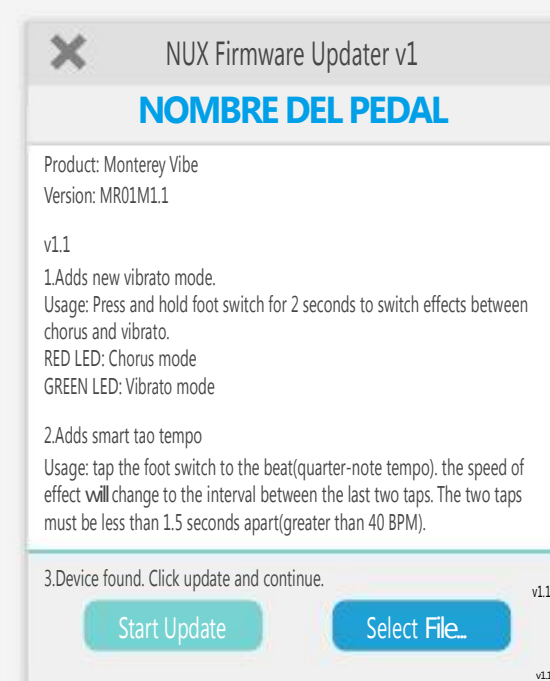 NUX Firmware Updater v1
NOMBRE DEL PEDAL
Product: Monterey Vibe
Version: MR01M1.1
v1.1
1.Adds new vibrato mode.
Usage: Press and hold foot switch for 2 seconds to switch effects between
chorus and vibrato.
RED LED: Chorus mode
GREEN LED: Vibrato mode
2.Adds smart tao tempo
Usage: tap the foot switch to the beat(quarter-note tempo). the speed of
effect will change to the interval between the last two taps. The two taps
must be less than 1.5 seconds apart(greater than 40 BPM).
3.Device found. Click update and continue.
v1.1
Start Update
Select File...
v1.1